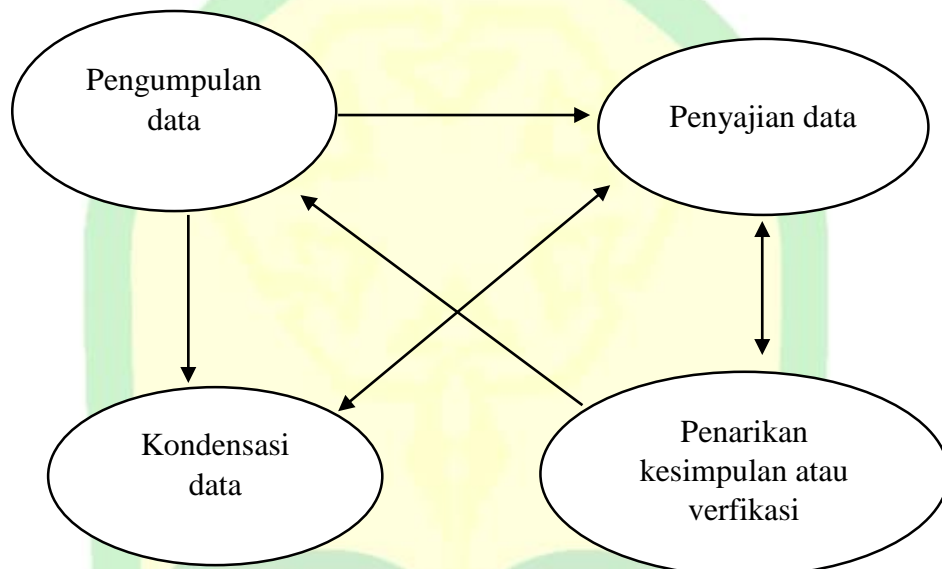 Pengumpulan
data
Penyajian data
Kondensasi
data
Penarikan
kesimpulan atau
verfikasi